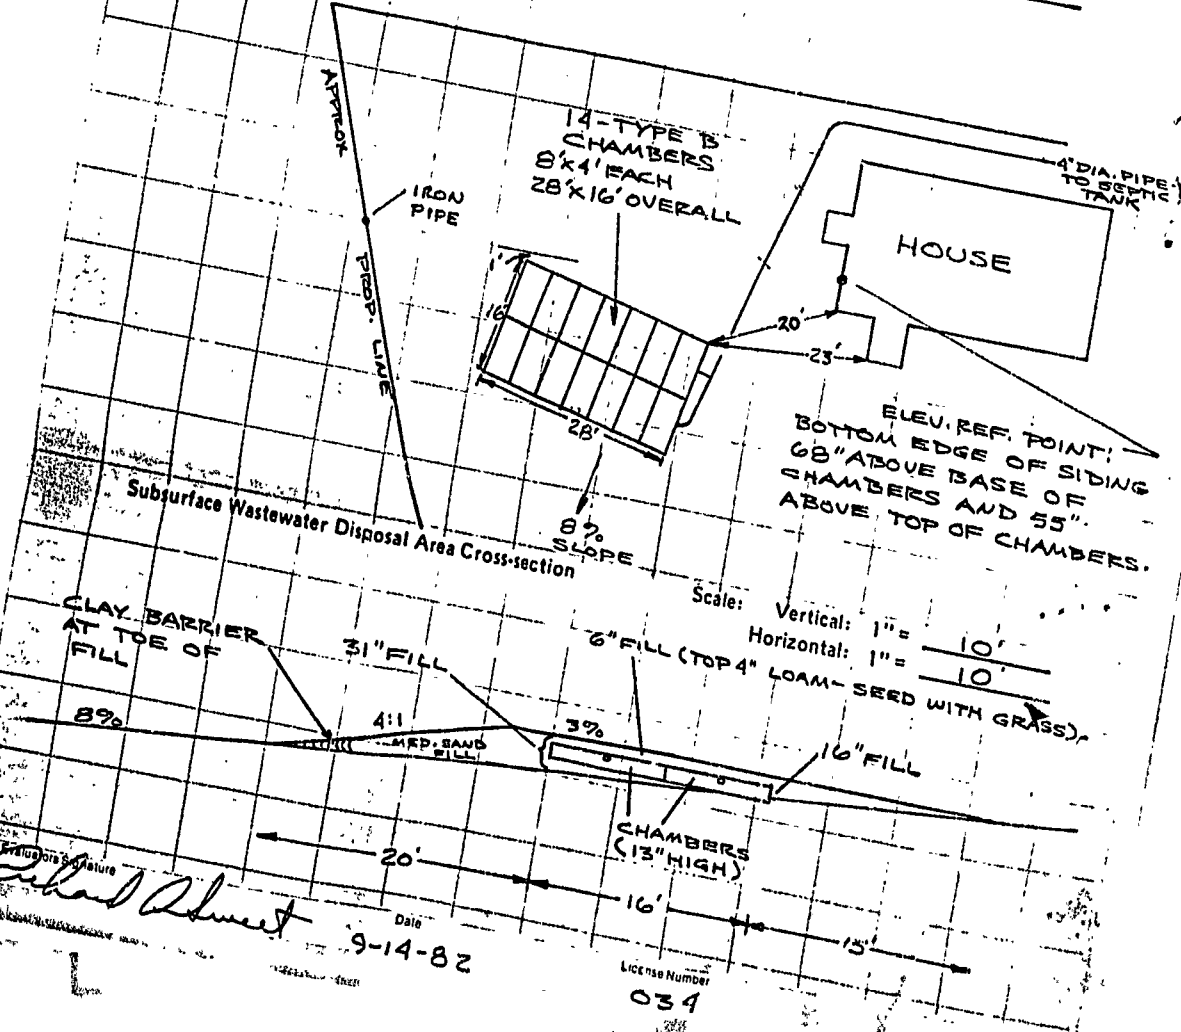 APPROX
PROP. LINE
IRON
PIPE
14-TYPE B
CHAMBERS
8'X4' EACH
28'X16' OVERALL
4" DIA. PIPE
TO SEPTIC
TANK
HOUSE
1'
16'
28'
20'
23'
8%
SLOPE
ELEV. REF. POINT:
BOTTOM EDGE OF SIDING
68" ABOVE BASE OF
CHAMBERS AND 55"
ABOVE TOP OF CHAMBERS.
Subsurface Wastewater Disposal Area Cross-section
Scale: Vertical: 1" = 10'
Horizontal: 1" = 10'
CLAY BARRIER
AT TOE OF
FILL
31" FILL
6" FILL (TOP 4" LOAM- SEED WITH GRASS)
8%
4:1
MED. SAND
FILL
3%
16" FILL
CHAMBERS
(13" HIGH)
20'
16'
15'
Evaluators Signature
Richard A Sweet
Date
9-14-82
License Number
034